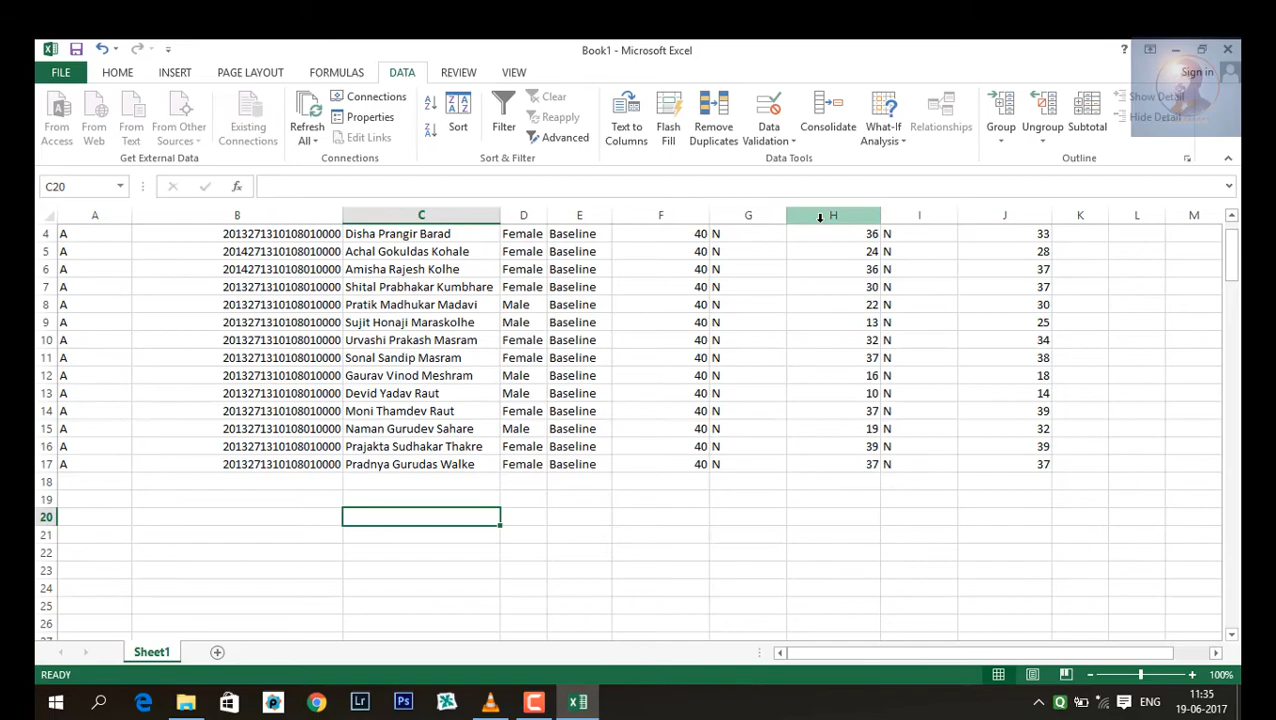 Book1 - Microsoft Excel
?
FILE HOME INSERT PAGE LAYOUT FORMULAS DATA REVIEW VIEW Sign in
From Access
From Web
From Text
From Other Sources
Existing Connections
Get External Data
Refresh All
Connections
Properties
Edit Links
Connections
Sort
Filter
Clear
Reapply
Advanced
Sort & Filter
Text to Columns
Flash Fill
Remove Duplicates
Data Validation
Consolidate
What-If Analysis
Relationships
Data Tools
Group
Ungroup
Subtotal
Show Detail
Hide Detail
Outline
C20 fx
A B C D E F G H I J K L M
4 A 2013271310108010000 Disha Prangir Barad Female Baseline 40 N 36 N 33
5 A 2014271310108010000 Achal Gokuldas Kohale Female Baseline 40 N 24 N 28
6 A 2014271310108010000 Amisha Rajesh Kolhe Female Baseline 40 N 36 N 37
7 A 2013271310108010000 Shital Prabhakar Kumbhare Female Baseline 40 N 30 N 37
8 A 2013271310108010000 Pratik Madhukar Madavi Male Baseline 40 N 22 N 30
9 A 2013271310108010000 Sujit Honaji Maraskolhe Male Baseline 40 N 13 N 25
10 A 2013271310108010000 Urvashi Prakash Masram Female Baseline 40 N 32 N 34
11 A 2013271310108010000 Sonal Sandip Masram Female Baseline 40 N 37 N 38
12 A 2013271310108010000 Gaurav Vinod Meshram Male Baseline 40 N 16 N 18
13 A 2013271310108010000 Devid Yadav Raut Male Baseline 40 N 10 N 14
14 A 2013271310108010000 Moni Thamdev Raut Female Baseline 40 N 37 N 39
15 A 2013271310108010000 Naman Gurudev Sahare Male Baseline 40 N 19 N 32
16 A 2013271310108010000 Prajakta Sudhakar Thakre Female Baseline 40 N 39 N 39
17 A 2013271310108010000 Pradnya Gurudas Walke Female Baseline 40 N 37 N 37
18
19
20
21
22
23
24
25
26
Sheet1
READY 100%
Lr Ps ENG 11:35
19-06-2017